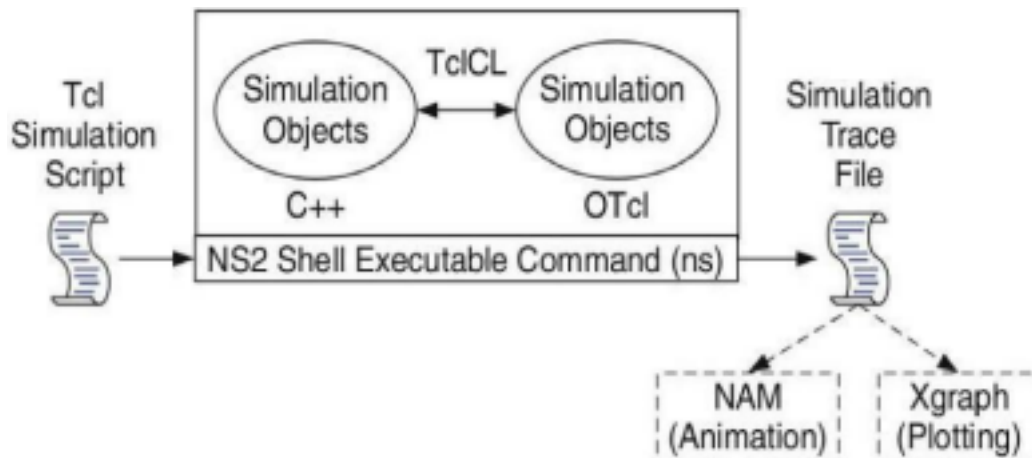 Tcl
Simulation
Script
TclCL
Simulation
Objects
C++
Simulation
Objects
OTcl
NS2 Shell Executable Command (ns)
Simulation
Trace
File
NAM
(Animation)
Xgraph
(Plotting)